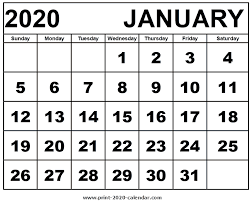 2020 JANUARY
Sunday Monday Tuesday Wednesday Thursday Friday Saturday
1 2 3 4
5 6 7 8 9 10 11
12 13 14 15 16 17 18
19 20 21 22 23 24 25
26 27 28 29 30 31
www.print-2020-calendar.com